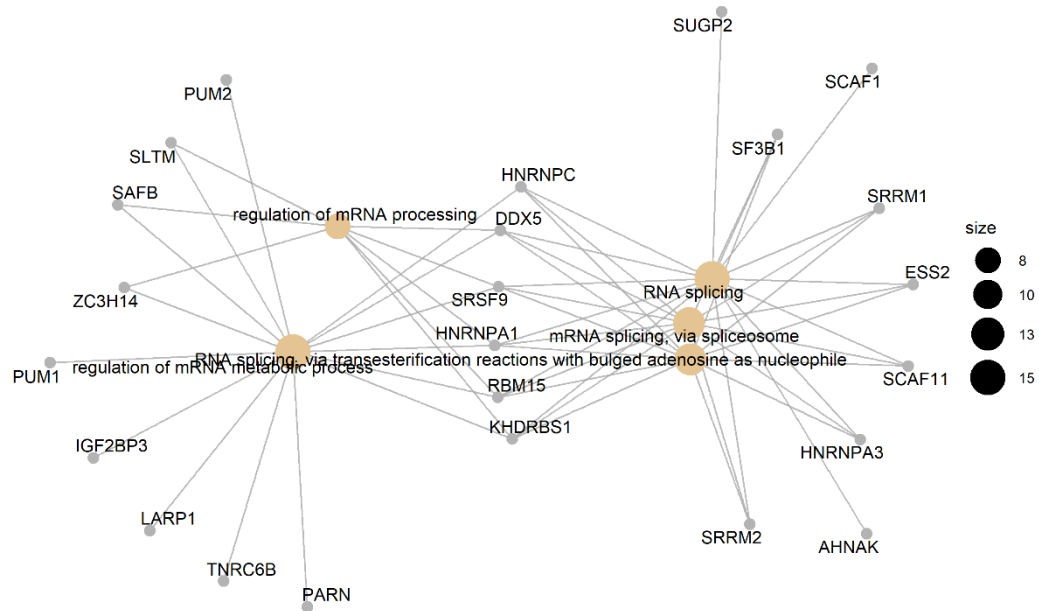 SUGP2
SCAF1
PUM2
SF3B1
SLTM
HNRNPC
SAFB
SRRM1
regulation of mRNA processing
DDX5
size
8
ESS2
ZC3H14
SRSF9
RNA splicing
10
HNRNPA1
mRNA splicing, via spliceosome
13
RNA splicing, via transesterification reactions with bulged adenosine as nucleophile
PUM1
regulation of mRNA metabolic process
SCAF11
15
RBM15
KHDRBS1
IGF2BP3
HNRNPA3
LARP1
SRRM2
AHNAK
TNRC6B
PARN